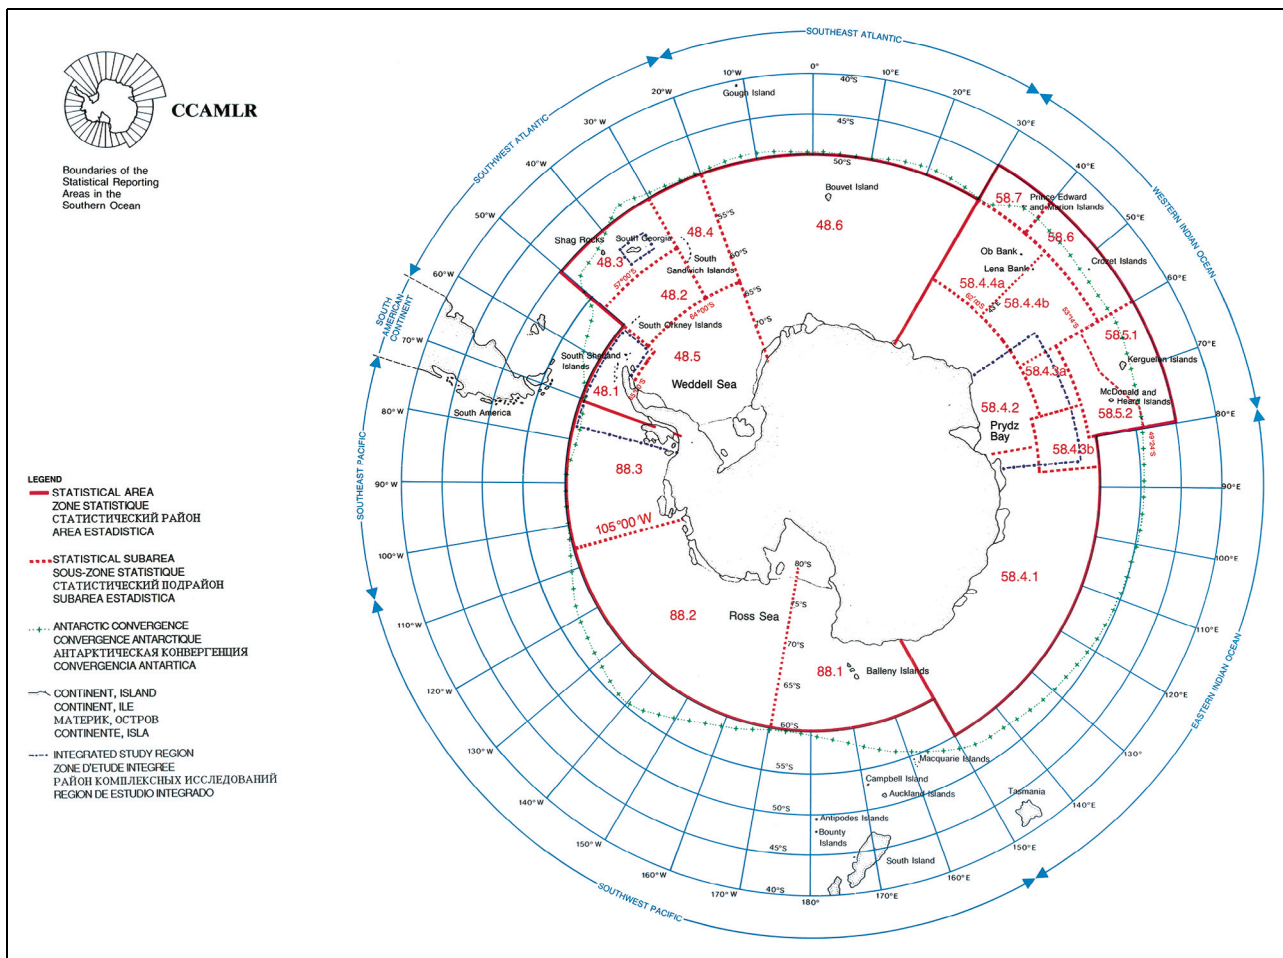 CCAMLR
Boundaries of the
Statistical Reporting
Areas in the
Southern Ocean
LEGEND
STATISTICAL AREA
ZONE STATISTIQUE
СТАТИСТИЧЕСКИЙ РАЙОН
AREA ESTADISTICA
STATISTICAL SUBAREA
SOUS-ZONE STATISTIQUE
СТАТИСТИЧЕСКИЙ ПОДРАЙОН
SUBAREA ESTADISTICA
ANTARCTIC CONVERGENCE
CONVERGENCE ANTARCTIQUE
АНТАРКТИЧЕСКАЯ КОНВЕРГЕНЦИЯ
CONVERGENCIA ANTARTICA
CONTINENT, ISLAND
CONTINENT, ILE
МАТЕРИК, ОСТРОВ
CONTINENTE, ISLA
INTEGRATED STUDY REGION
ZONE D'ETUDE INTEGREE
РАЙОН КОМПЛЕКСНЫХ ИССЛЕДОВАНИЙ
REGION DE ESTUDIO INTEGRADO
SOUTHEAST ATLANTIC
SOUTHWEST ATLANTIC
WESTERN INDIAN OCEAN
EASTERN INDIAN OCEAN
SOUTHWEST PACIFIC
SOUTHEAST PACIFIC
SOUTH
AMERICAN
CONTINENT
0°
10°E
20°E
30°E
40°E
50°E
60°E
70°E
80°E
90°E
100°E
110°E
120°E
130°
140°E
150°E
160°E
170°E
180°
170°W
160°W
150°W
140°W
130°W
120°W
110°W
100°W
90°W
80°W
70°W
60°W
50°W
40°W
30°W
20°W
10°W
40°S
45°S
50°S
55°S
60°S
65°S
70°S
Gough Island
Bouvet Island
48.6
48.4
South
Sandwich Islands
Shag Rocks
South Georgia
48.3
57°00'S
48.2
64°00'S
South Orkney Islands
48.5
Weddell Sea
South Shetland
Islands
48.1
South America
58.7
Prince Edward
and Marion Islands
58.6
Ob Bank
Lena Bank
Crozet Islands
58.4.4a
62°00'S
58.4.4b
58.5.1
Kerguelen Islands
58.4.3a
McDonald and
Heard Islands
58.5.2
58.4.2
Prydz
Bay
58.4.3b
49°24'S
88.3
105°00'W
58.4.1
80°S
75°S
70°S
65°S
60°S
88.2
Ross Sea
88.1
Balleny Islands
Macquarie Islands
Campbell Island
Auckland Islands
Tasmania
Antipodes Islands
Bounty
Islands
South Island
55°S
50°S
45°S
40°S